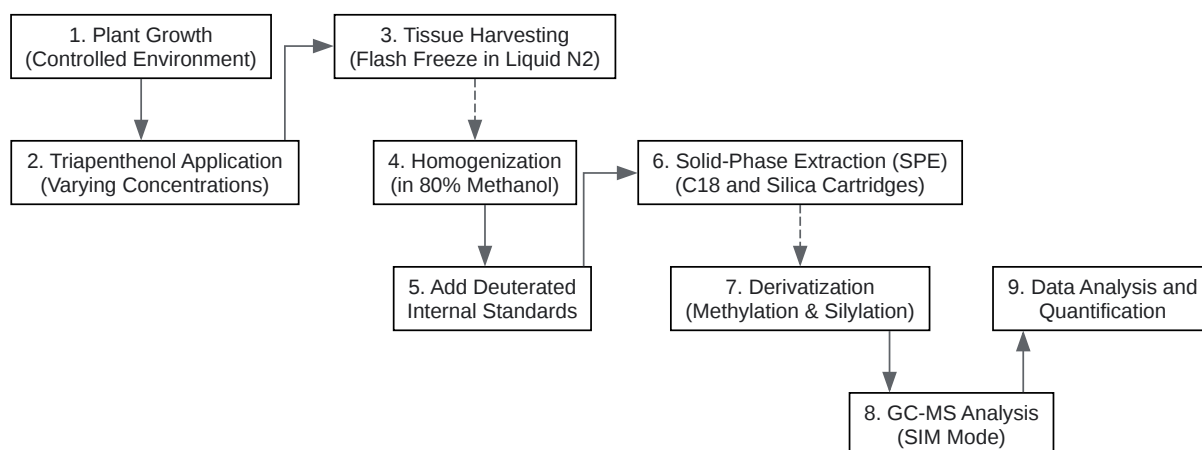 1. Plant Growth
(Controlled Environment)
2. Triapenthenol Application
(Varying Concentrations)
3. Tissue Harvesting
(Flash Freeze in Liquid N2)
4. Homogenization
(in 80% Methanol)
5. Add Deuterated
Internal Standards
6. Solid-Phase Extraction (SPE)
(C18 and Silica Cartridges)
7. Derivatization
(Methylation & Silylation)
8. GC-MS Analysis
(SIM Mode)
9. Data Analysis and
Quantification